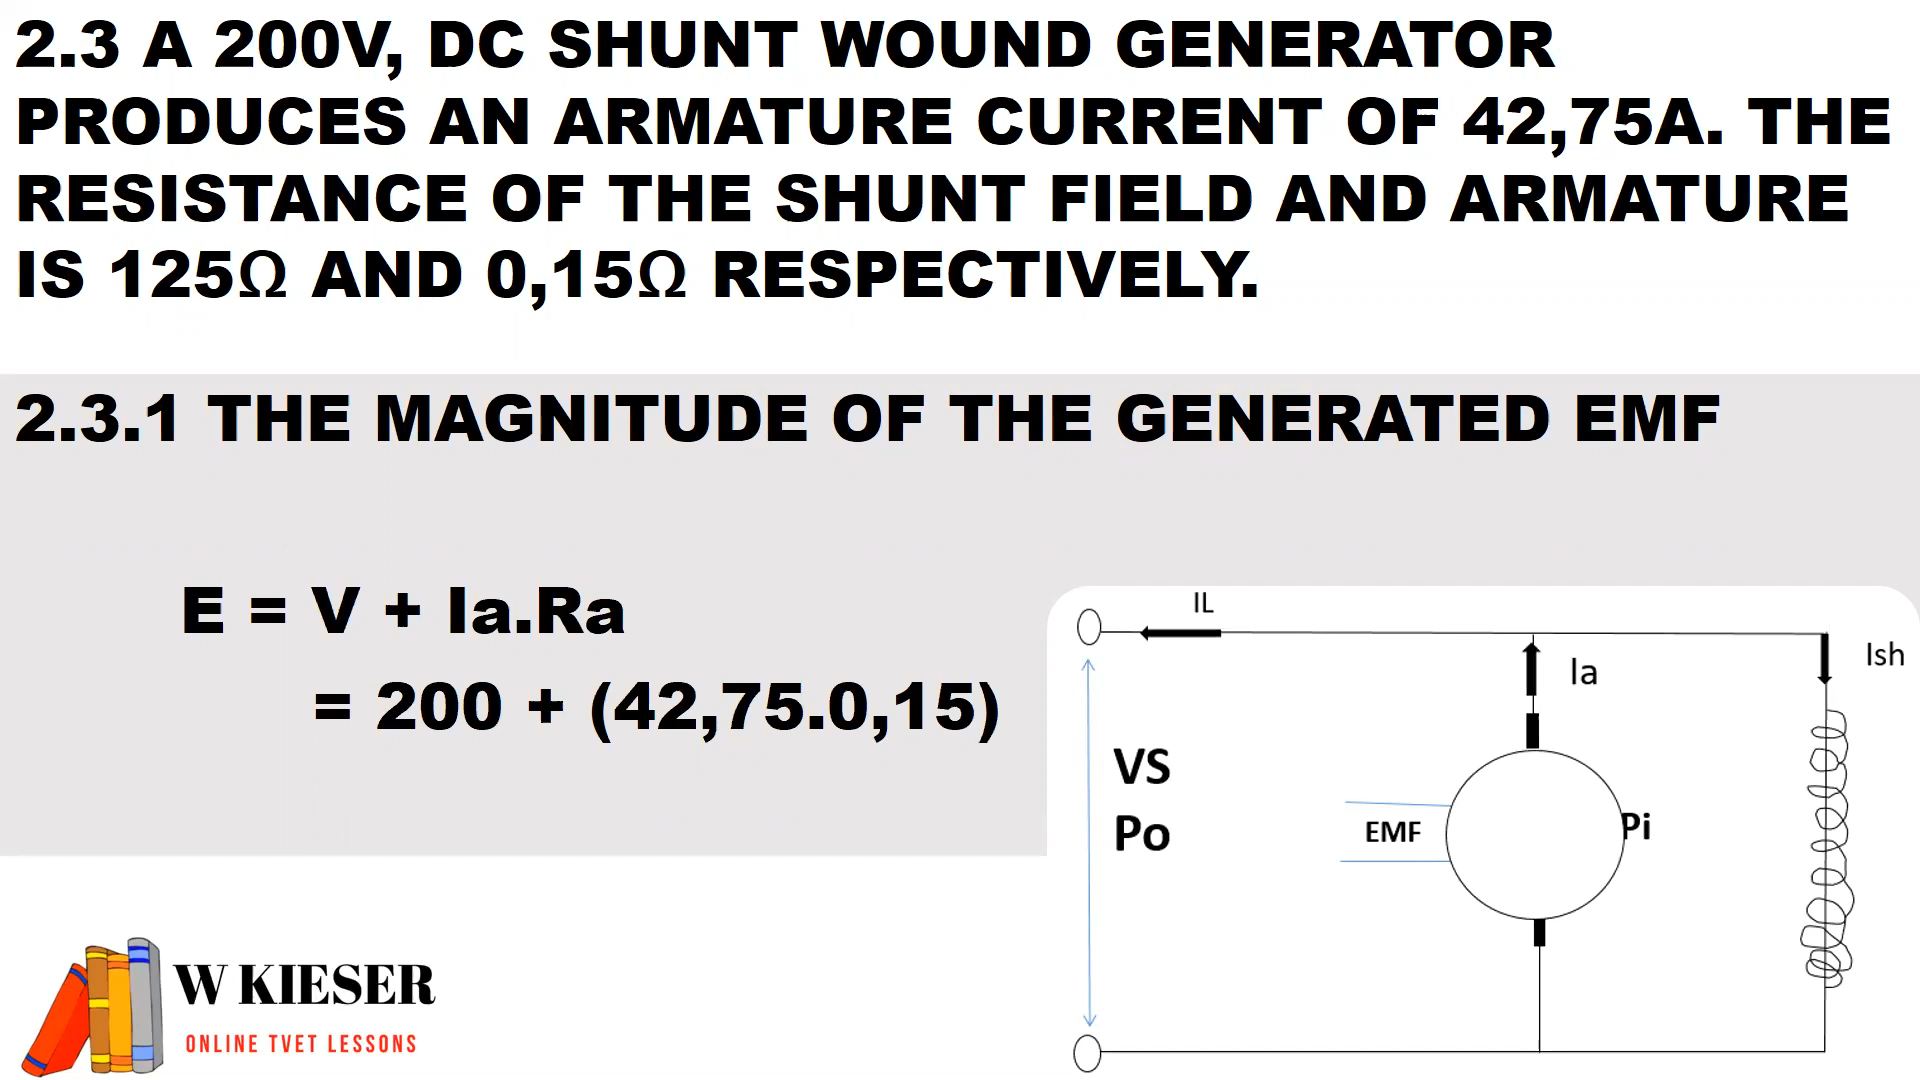 2.3 A 200V, DC SHUNT WOUND GENERATOR
PRODUCES AN ARMATURE CURRENT OF 42,75A. THE
RESISTANCE OF THE SHUNT FIELD AND ARMATURE
IS 125Ω AND 0,15Ω RESPECTIVELY.
2.3.1 THE MAGNITUDE OF THE GENERATED EMF
E = V + Ia.Ra
= 200 + (42,75.0,15)
IL
Ish
Ia
VS
Po
EMF
Pi
W KIESER
ONLINE TVET LESSONS